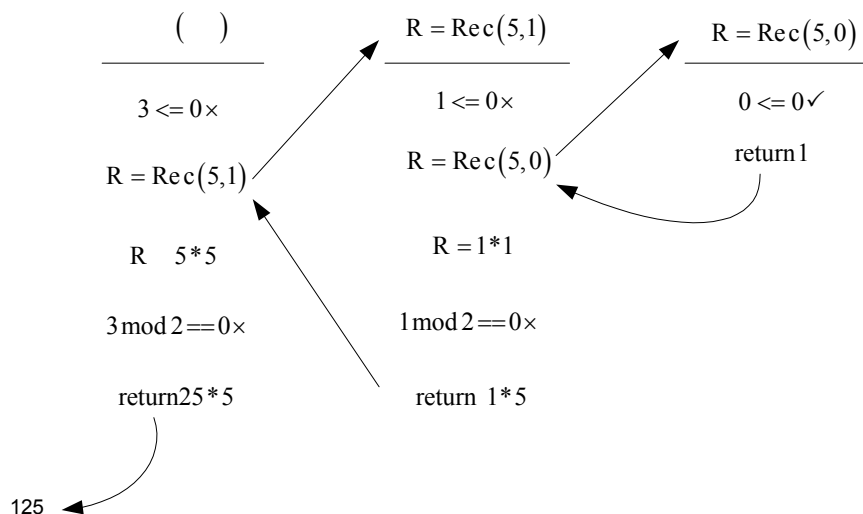 ( )
3 <= 0×
R = Rec(5,1)
R 5*5
3 mod 2 == 0×
return25*5
125
R = Rec(5,1)
1 <= 0×
R = Rec(5,0)
R = 1*1
1 mod 2 == 0×
return 1*5
R = Rec(5,0)
0 <= 0✓
return1